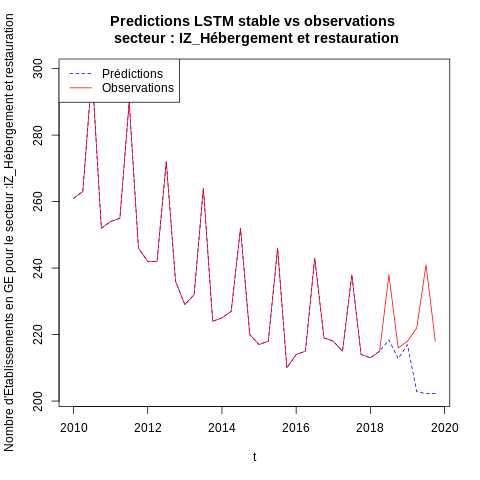 Predictions LSTM stable vs observations
secteur : IZ_Hébergement et restauration
Nombre d'Etablissements en GE pour le secteur :IZ_Hébergement et restauration
300
280
260
240
220
200
Prédictions
Observations
2010
2012
2014
2016
2018
2020
t